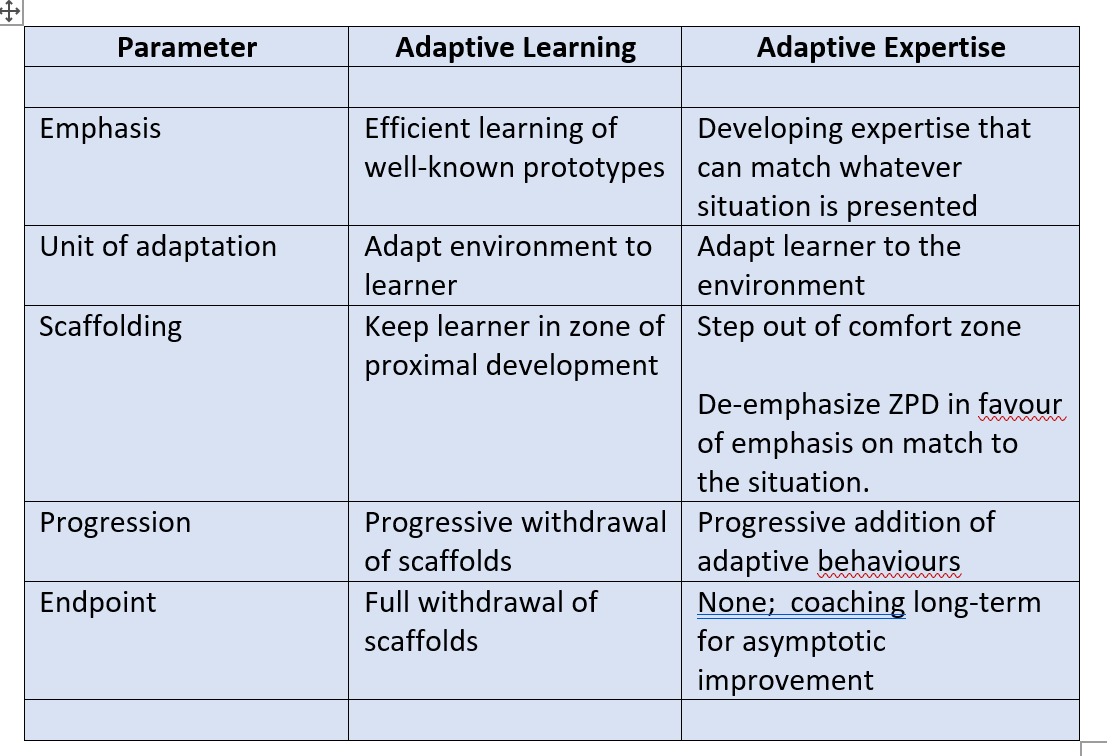 Parameter Adaptive Learning Adaptive Expertise
Emphasis
Efficient learning of
well-known prototypes
Developing expertise that
can match whatever
situation is presented
Unit of adaptation
Adapt environment to
learner
Adapt learner to the
environment
Scaffolding
Keep learner in zone of
proximal development
Step out of comfort zone
De-emphasize ZPD in favour
of emphasis on match to
the situation.
Progression
Progressive withdrawal
of scaffolds
Progressive addition of
adaptive behaviours
Endpoint
Full withdrawal of
scaffolds
None;  coaching long-term
for asymptotic
improvement